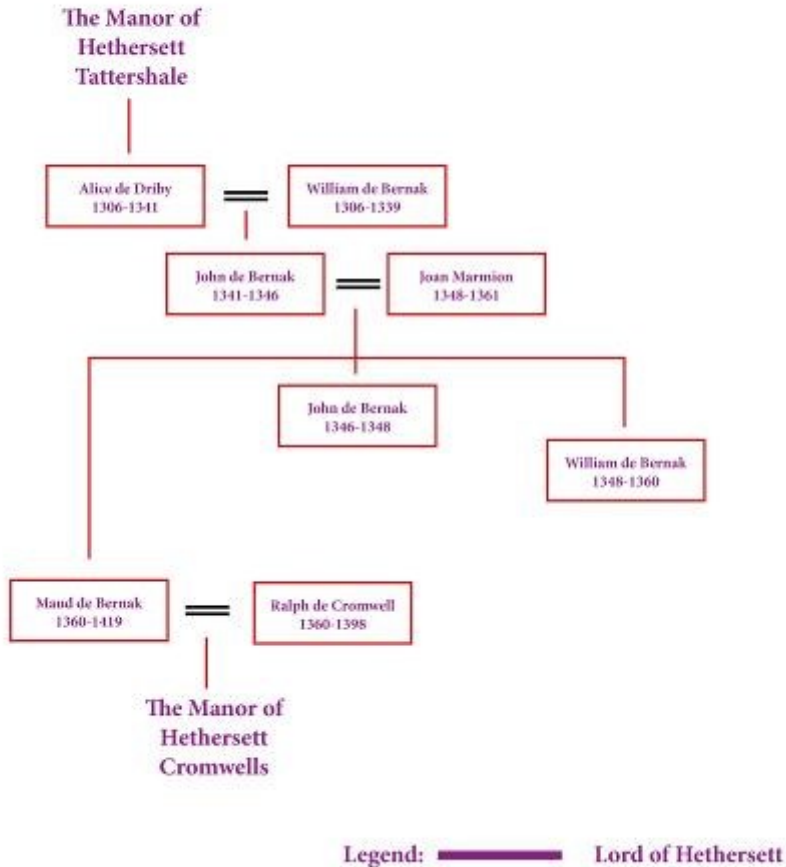 The Manor of
Hethersett
Tattershale
Alice de Driby
1306-1341
William de Bernak
1306-1339
John de Bernak
1341-1346
Joan Marmion
1348-1361
John de Bernak
1346-1348
William de Bernak
1348-1360
Maud de Bernak
1360-1419
Ralph de Cromwell
1360-1398
The Manor of
Hethersett
Cromwells
Legend: Lord of Hethersett